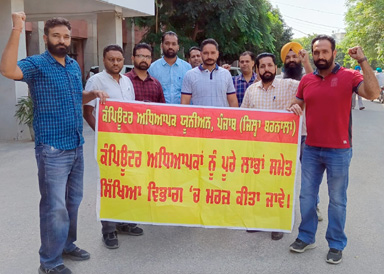 ਕੰਪਿਊਟਰ ਅਧਿਆਪਕ ਯੂਨੀਅਨ, ਪੰਜਾਬ (ਜ਼ਿਲ੍ਹਾ ਬਰਨਾਲਾ)
ਕੰਪਿਊਟਰ ਅਧਿਆਪਕਾਂ ਨੂੰ ਪੂਰੇ ਲਾਭਾਂ ਸਮੇਤ
ਸਿੱਖਿਆ ਵਿਭਾਗ 'ਚ ਮਰਜ ਕੀਤਾ ਜਾਵੇ।